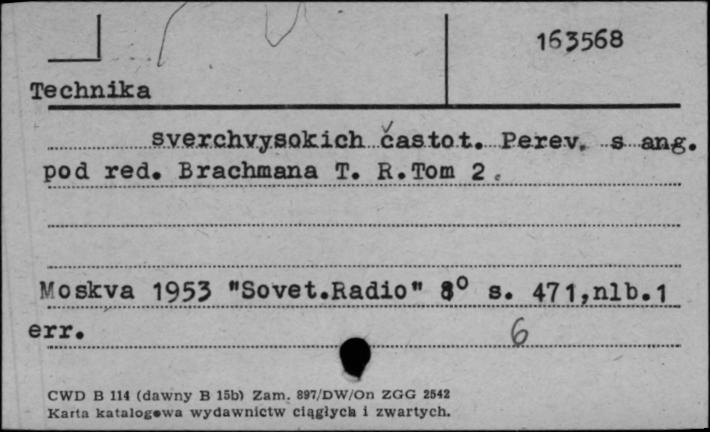 163568
Technika
sverchvysokich častot. Perev. s ang.
pod red. Brachmana T. R.Tom 2.
Moskva 1953 "Sovet.Radio" 8° s. 471,nlb.1
err.
6
CWD B 114 (dawny B 15b) Zam. 897/DW/On ZGG 2542
Karta katalogowa wydawnictw ciągłych i zwartych.